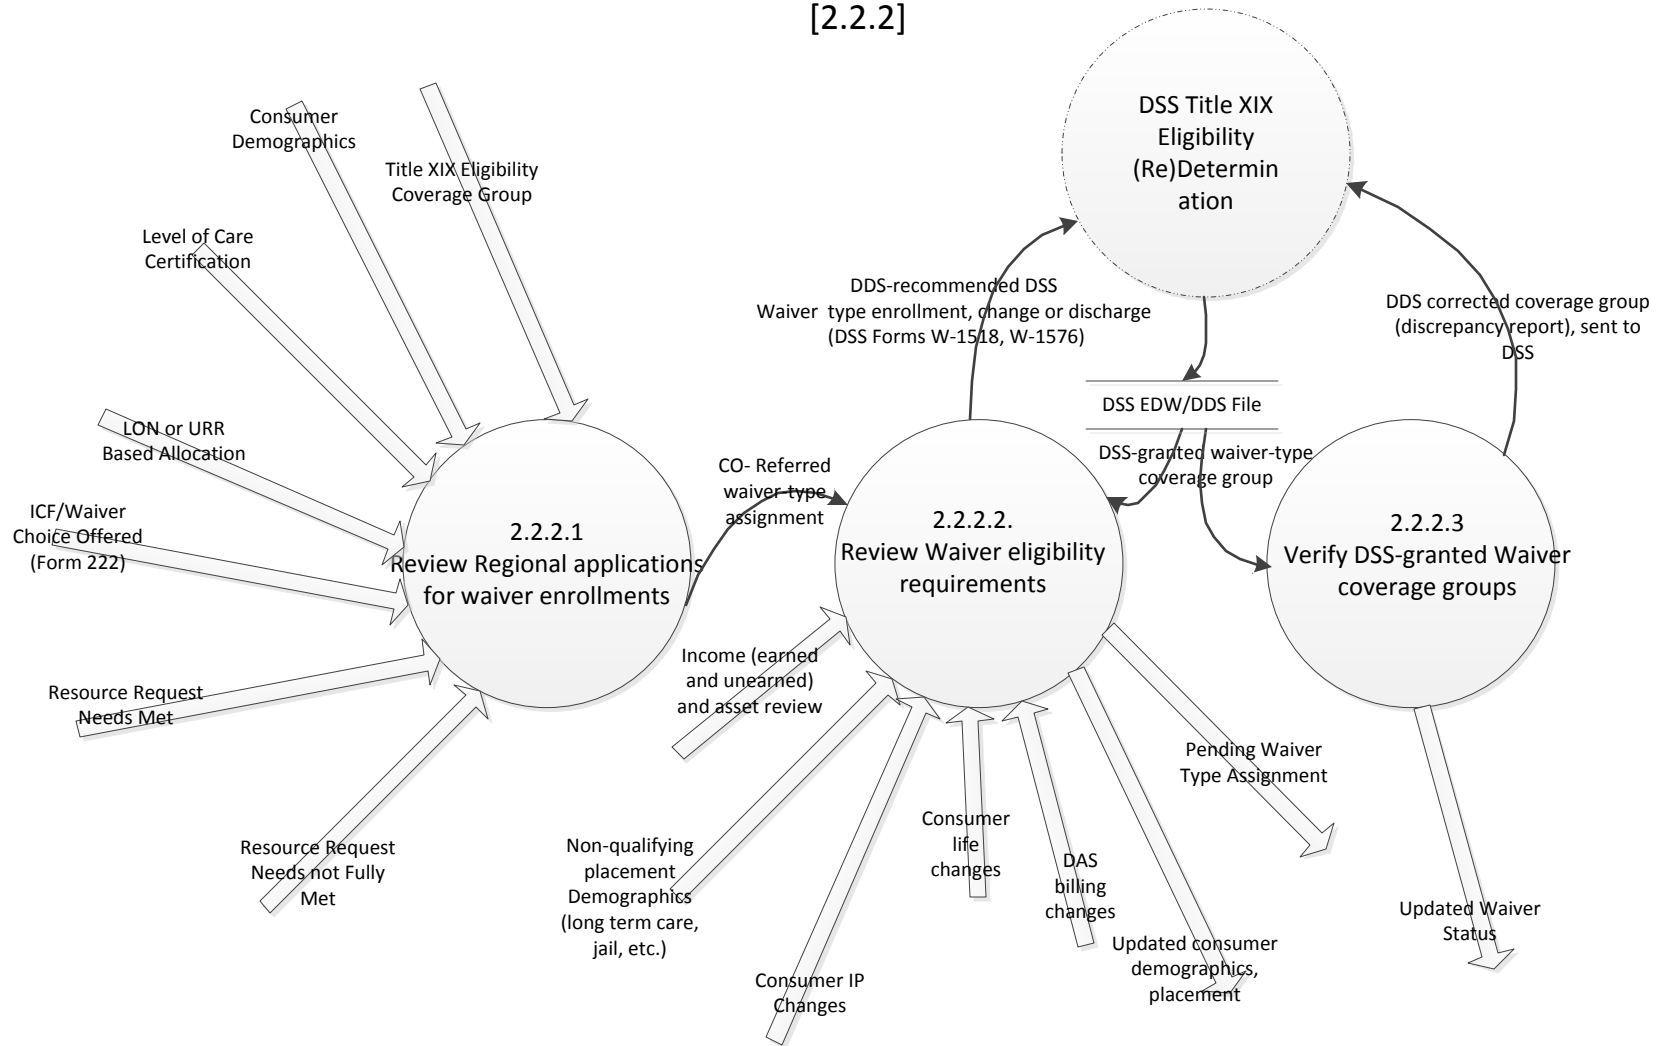 [2.2.2]
DSS Title XIX
Eligibility
(Re)Determin
ation
Consumer
Demographics
Title XIX Eligibility
Coverage Group
Level of Care
Certification
LON or URR
Based Allocation
ICF/Waiver
Choice Offered
(Form 222)
Resource Request
Needs Met
Resource Request
Needs not Fully
Met
2.2.2.1
Review Regional applications
for waiver enrollments
CO- Referred
waiver-type
assignment
DDS-recommended DSS
Waiver type enrollment, change or discharge
(DSS Forms W-1518, W-1576)
DSS EDW/DDS File
DSS-granted waiver-type
coverage group
DDS corrected coverage group
(discrepancy report), sent to
DSS
2.2.2.2.
Review Waiver eligibility
requirements
2.2.2.3
Verify DSS-granted Waiver
coverage groups
Income (earned
and unearned)
and asset review
Non-qualifying
placement
Demographics
(long term care,
jail, etc.)
Consumer IP
Changes
Consumer
life
changes
DAS
billing
changes
Updated consumer
demographics,
placement
Pending Waiver
Type Assignment
Updated Waiver
Status